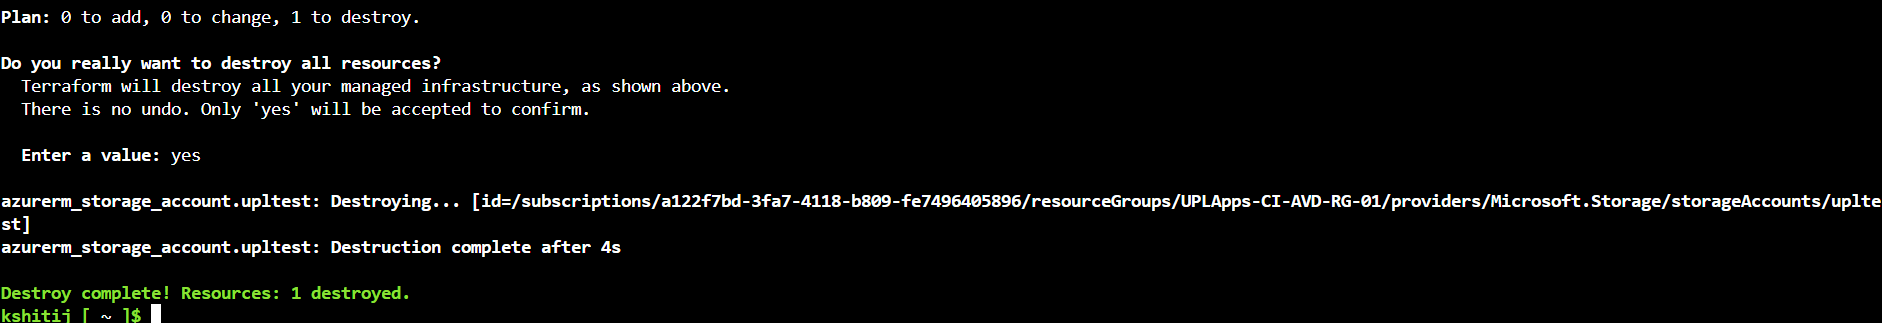 Plan: 0 to add, 0 to change, 1 to destroy.
Do you really want to destroy all resources?
Terraform will destroy all your managed infrastructure, as shown above.
There is no undo. Only 'yes' will be accepted to confirm.
Enter a value: yes
azurerm_storage_account.upltest: Destroying... [id=/subscriptions/a122f7bd-3fa7-4118-b809-fe7496405896/resourceGroups/UPLApps-CI-AVD-RG-01/providers/Microsoft.Storage/storageAccounts/uplte
st]
azurerm_storage_account.upltest: Destruction complete after 4s
Destroy complete! Resources: 1 destroyed.
kshitij [ ~ ]$